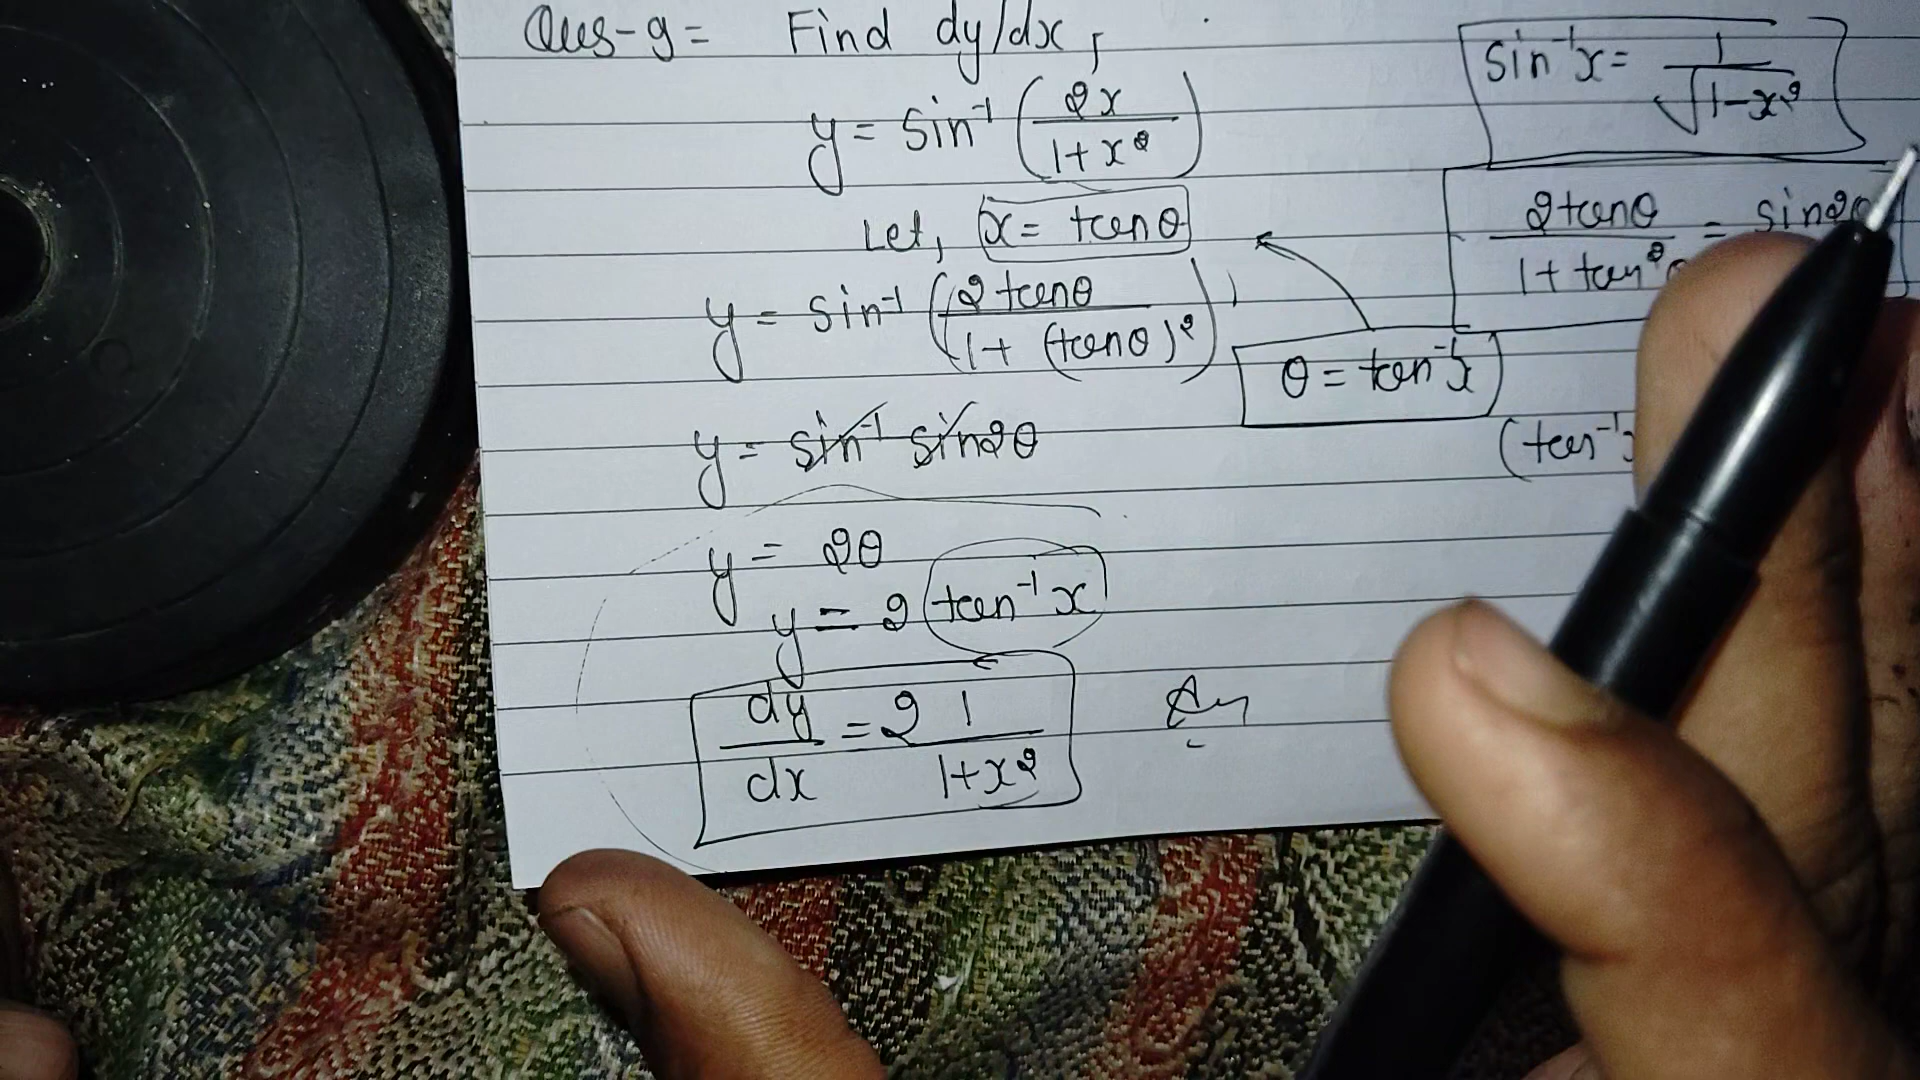 Ques-9= Find dy/dx,
y = sin⁻¹ (2x / 1+x²)
Let, x = tanθ
y = sin⁻¹ (2tanθ / 1+(tanθ)²)
y = sin⁻¹ sin2θ
y = 2θ
y = 2 tan⁻¹x
dy/dx = 2 1/1+x²
sin⁻¹x = 1/√1-x²
2tanθ / 1+tan² = sin2θ
θ = tan⁻¹x
(tan⁻¹